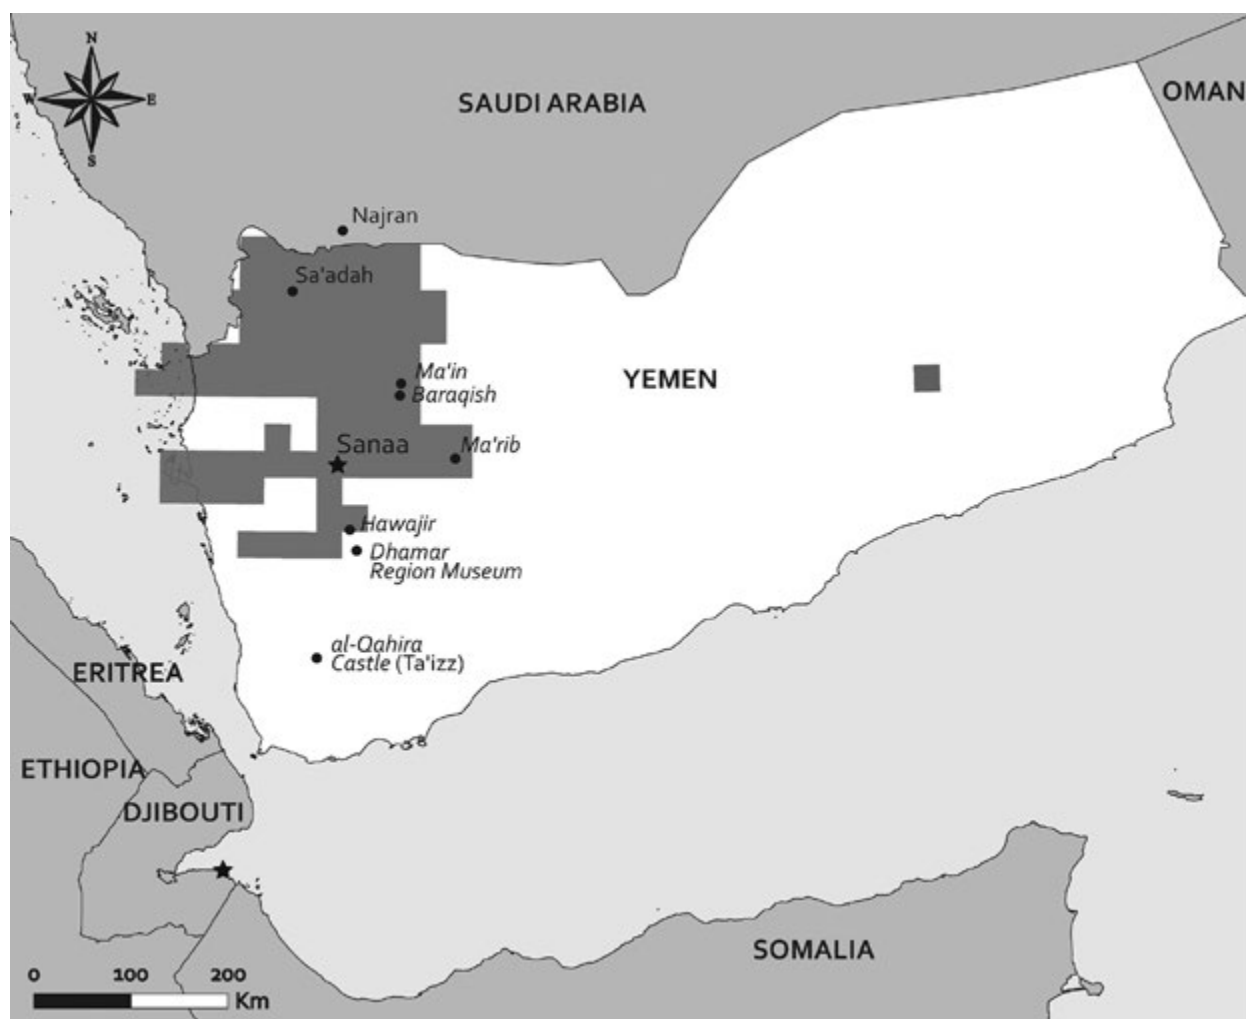 N
W
E
S
SAUDI ARABIA
OMAN
Najran
Sa'adah
Ma'in
Baraqish
YEMEN
Sanaa
Ma'rib
Hawajir
Dhamar
Region Museum
al-Qahira
Castle (Ta'izz)
ERITREA
ETHIOPIA
DJIBOUTI
SOMALIA
0 100 200
Km